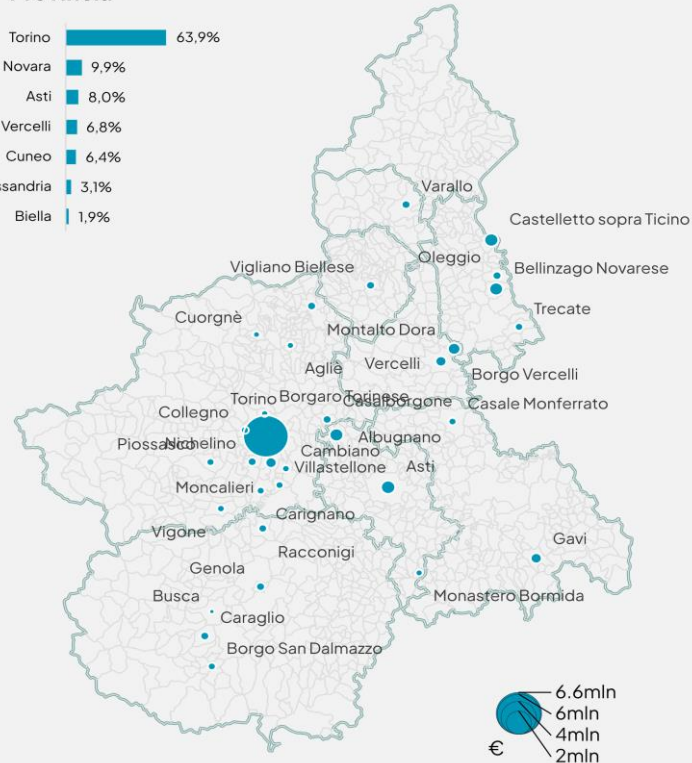 Torino 63,9%
Novara 9,9%
Asti 8,0%
Vercelli 6,8%
Cuneo 6,4%
ssandria 3,1%
Biella 1,9%
Varallo
Castelletto sopra Ticino
Oleggio
Vigliano Biellese
Bellinzago Novarese
Trecate
Cuorgnè
Montalto Dora
Agliè
Vercelli
Borgo Vercelli
Torino
Borgaro Torinese
Casalborgone
Casale Monferrato
Collegno
Piossasco
Nichelino
Albugnano
Cambiano
Villastellone
Asti
Moncalieri
Carignano
Vigone
Racconigi
Gavi
Genola
Busca
Monastero Bormida
Caraglio
Borgo San Dalmazzo
6.6mln
6mln
4mln
€
2mln